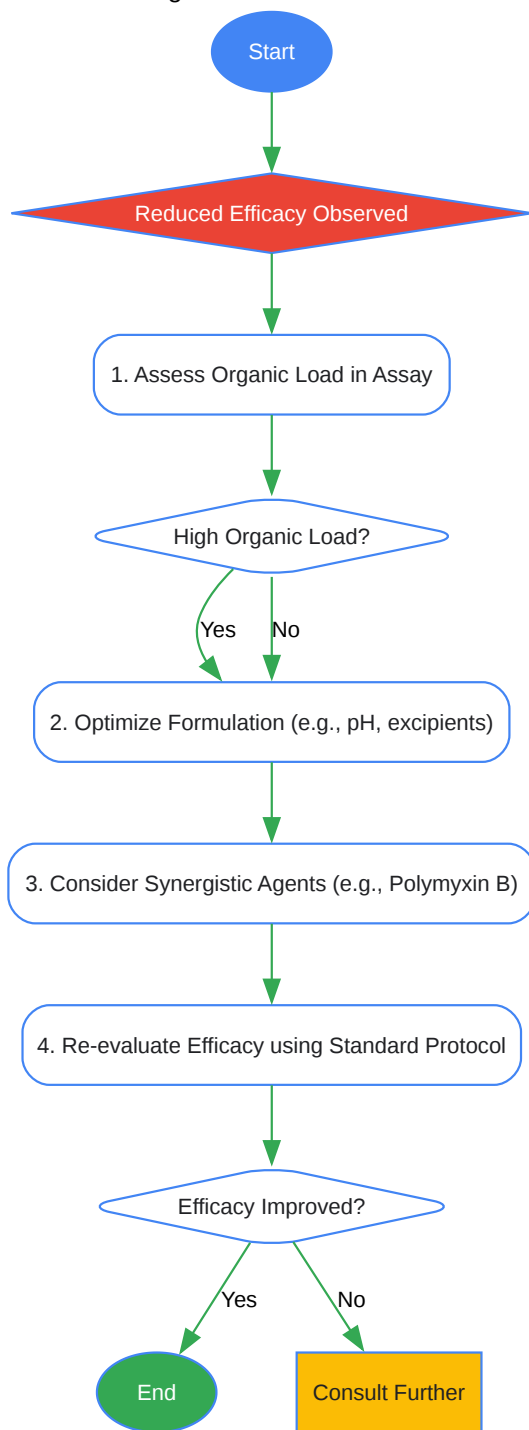 Start
Reduced Efficacy Observed
1. Assess Organic Load in Assay
High Organic Load?
Yes
No
2. Optimize Formulation (e.g., pH, excipients)
3. Consider Synergistic Agents (e.g., Polymyxin B)
4. Re-evaluate Efficacy using Standard Protocol
Efficacy Improved?
Yes
No
End
Consult Further